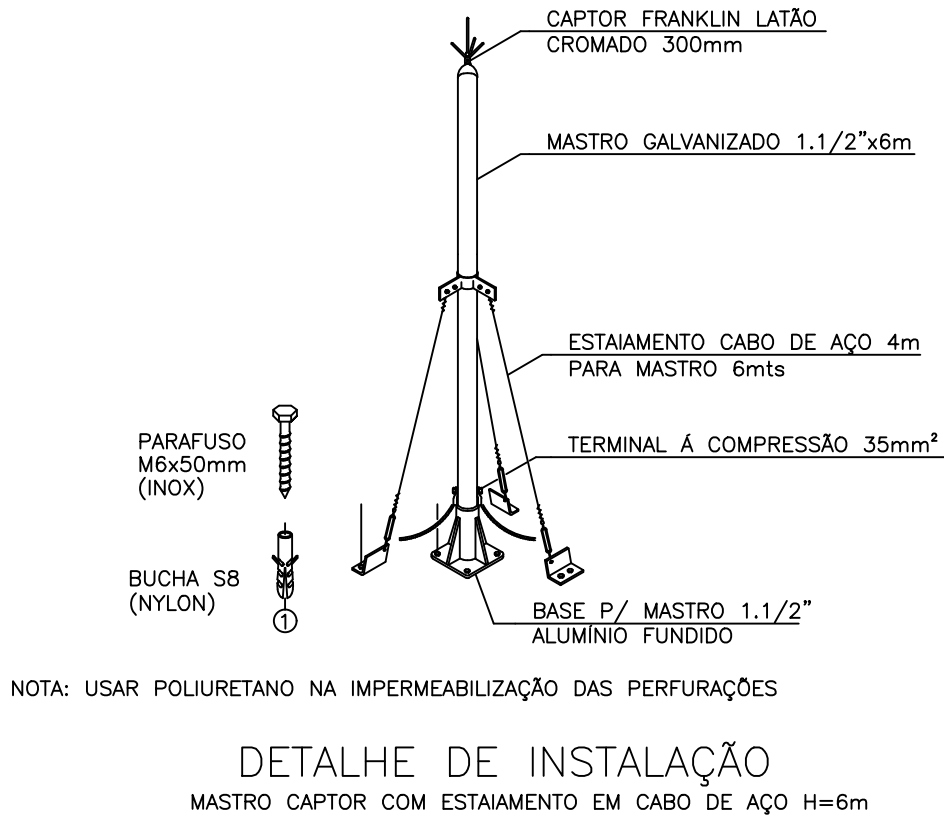 CAPTOR FRANKLIN LATÃO
CROMADO 300mm
MASTRO GALVANIZADO 1.1/2"x6m
ESTAIAMENTO CABO DE AÇO 4m
PARA MASTRO 6mts
PARAFUSO
M6x50mm
(INOX)
TERMINAL Á COMPRESSÃO 35mm²
BUCHA S8
(NYLON)
1
BASE P/ MASTRO 1.1/2"
ALUMÍNIO FUNDIDO
NOTA: USAR POLIURETANO NA IMPERMEABILIZAÇÃO DAS PERFURAÇÕES
DETALHE DE INSTALAÇÃO
MASTRO CAPTOR COM ESTAIAMENTO EM CABO DE AÇO H=6m